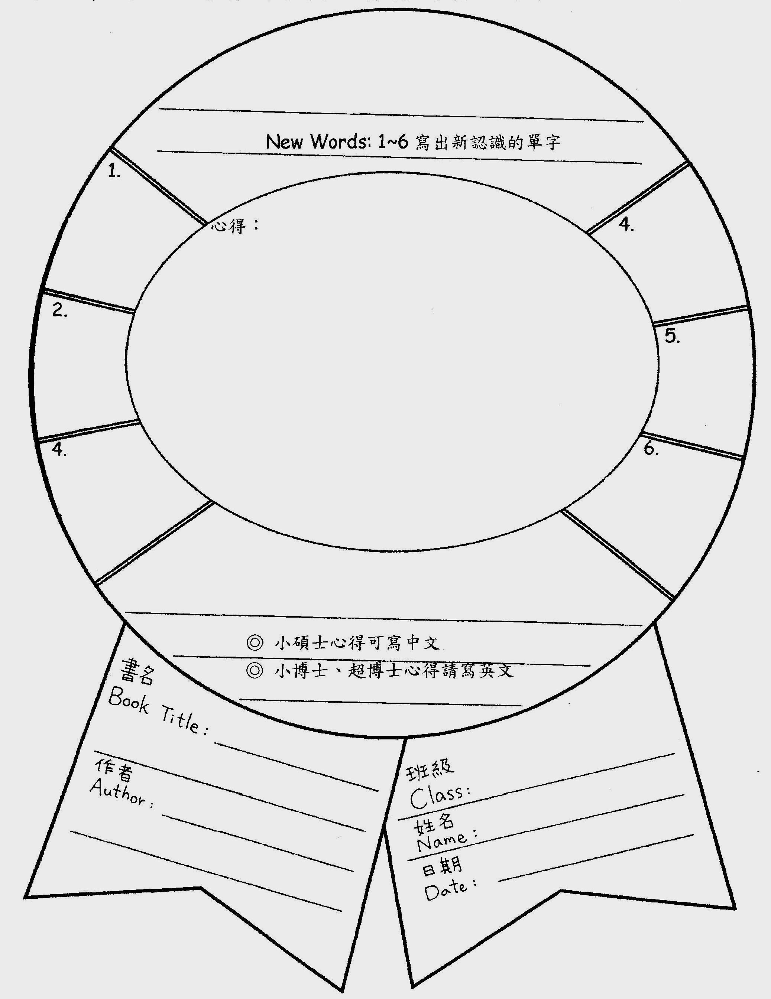 New Words: 1~6 寫出新認識的單字
1.
4.
心得：
2.
5.
4.
6.
◎ 小碩士心得可寫中文
◎ 小博士、超博士心得請寫英文
書名
Book Title:
作者
Author:
班級
Class:
姓名
Name:
日期
Date: